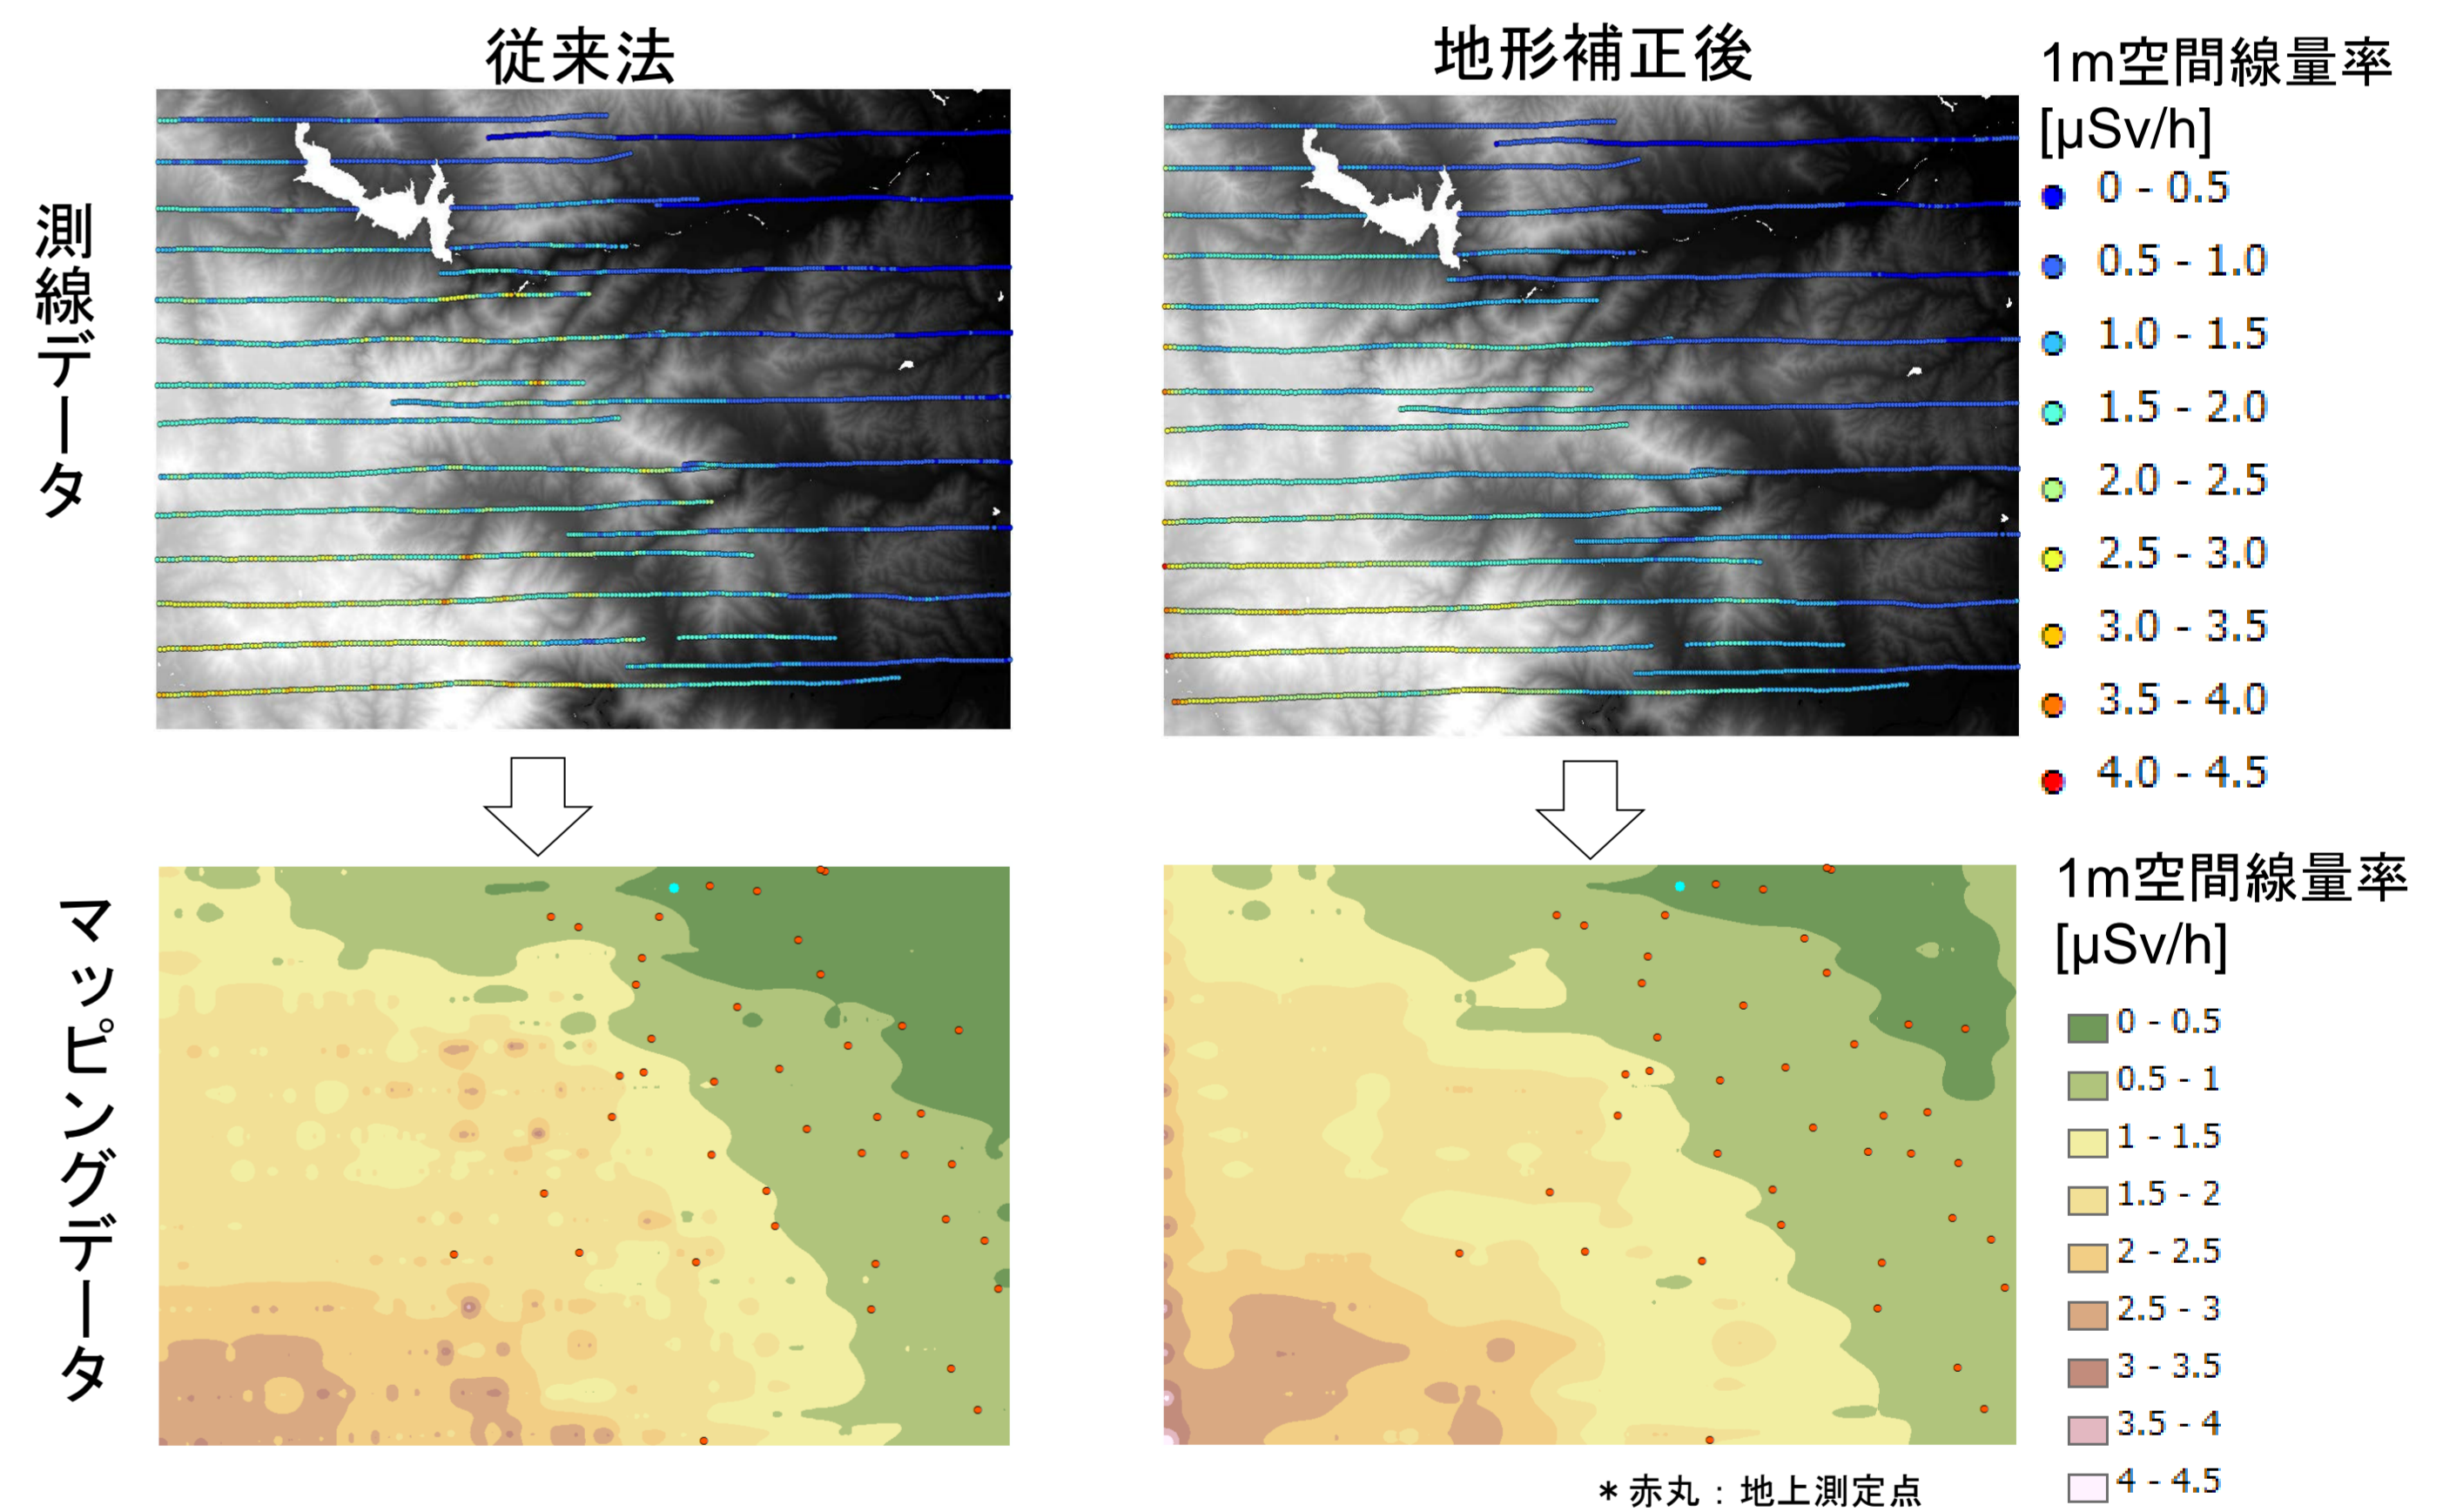 従来法
地形補正後
測線データ
1m空間線量率
[μSv/h]
0 - 0.5
0.5 - 1.0
1.0 - 1.5
1.5 - 2.0
2.0 - 2.5
2.5 - 3.0
3.0 - 3.5
3.5 - 4.0
4.0 - 4.5
マッピングデータ
1m空間線量率
[μSv/h]
0 - 0.5
0.5 - 1
1 - 1.5
1.5 - 2
2 - 2.5
2.5 - 3
3 - 3.5
3.5 - 4
4 - 4.5
＊赤丸：地上測定点